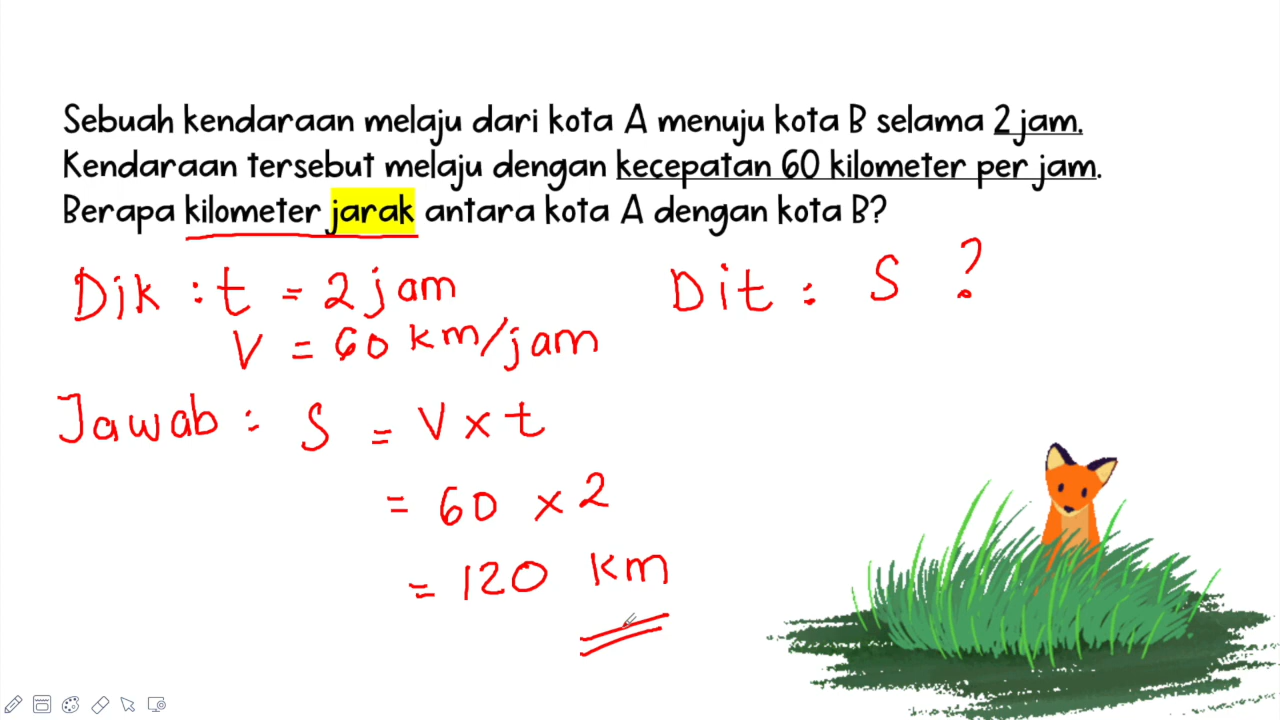 Sebuah kendaraan melaju dari kota A menuju kota B selama 2 jam.
Kendaraan tersebut melaju dengan kecepatan 60 kilometer per jam.
Berapa kilometer jarak antara kota A dengan kota B?
Dik : t = 2 jam
V = 60 km/jam
Dit : S ?
Jawab : S = V x t
= 60 x 2
= 120 km